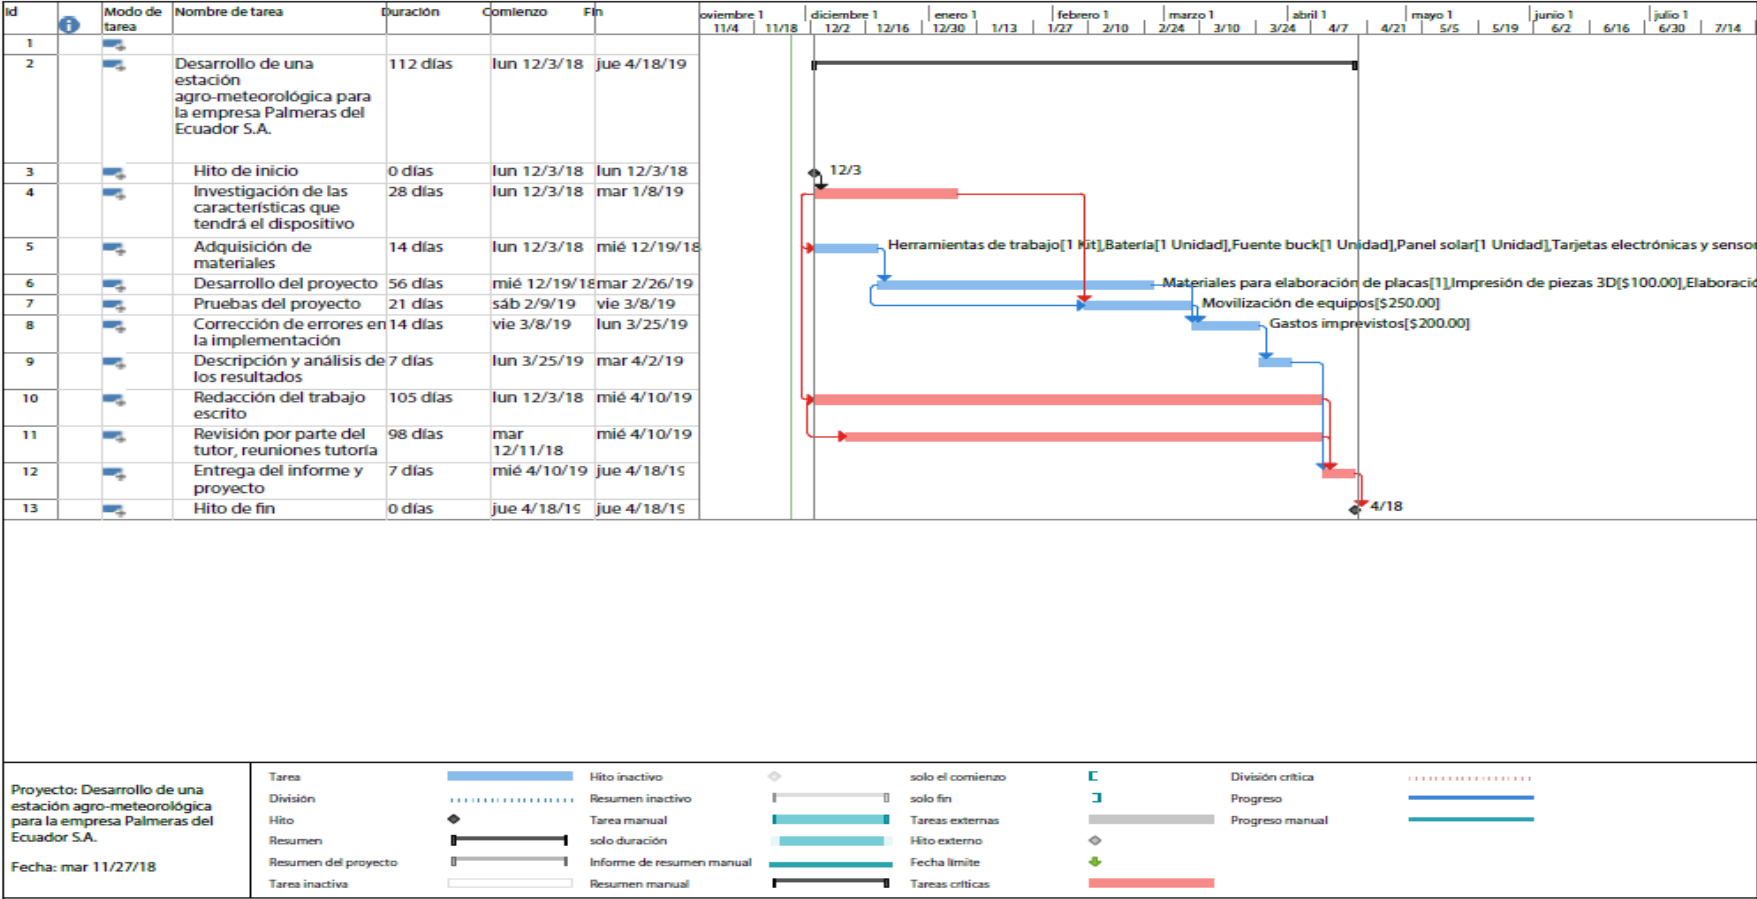 Id Modo de tarea Nombre de tarea Duración Comienzo Fin
oviembre 1 diciembre 1 enero 1 febrero 1 marzo 1 abril 1 mayo 1 junio 1 julio 1
11/4 11/18 12/2 12/16 12/30 1/13 1/27 2/10 2/24 3/10 3/24 4/7 4/21 5/5 5/19 6/2 6/16 6/30 7/14
1
2 Desarrollo de una 112 días lun 12/3/18 jue 4/18/19
estación
agro-meteorológica para
la empresa Palmeras del
Ecuador S.A.
3 Hito de inicio 0 días lun 12/3/18 lun 12/3/18 12/3
4 Investigación de las 28 días lun 12/3/18 mar 1/8/19
características que
tendrá el dispositivo
5 Adquisición de 14 días lun 12/3/18 mié 12/19/18 Herramientas de trabajo[1 Kit],Batería[1 Unidad],Fuente buck[1 Unidad],Panel solar[1 Unidad],Tarjetas electrónicas y sensor
materiales
6 Desarrollo del proyecto 56 días mié 12/19/18 mar 2/26/19 Materiales para elaboración de placas[1],Impresión de piezas 3D[$100.00],Elaboració
7 Pruebas del proyecto 21 días sáb 2/9/19 vie 3/8/19 Movilización de equipos[$250.00]
8 Corrección de errores en 14 días vie 3/8/19 lun 3/25/19 Gastos imprevistos[$200.00]
la implementación
9 Descripción y análisis de 7 días lun 3/25/19 mar 4/2/19
los resultados
10 Redacción del trabajo 105 días lun 12/3/18 mié 4/10/19
escrito
11 Revisión por parte del 98 días mar mié 4/10/19
tutor, reuniones tutoría 12/11/18
12 Entrega del informe y 7 días mié 4/10/19 jue 4/18/19
proyecto
13 Hito de fin 0 días jue 4/18/19 jue 4/18/19 4/18
Proyecto: Desarrollo de una
estación agro-meteorológica
para la empresa Palmeras del
Ecuador S.A.
Fecha: mar 11/27/18
Tarea Hito inactivo solo el comienzo División crítica
División Resumen inactivo solo fin Progreso
Hito Tarea manual Tareas externas Progreso manual
Resumen solo duración Hito externo
Resumen del proyecto Informe de resumen manual Fecha límite
Tarea inactiva Resumen manual Tareas críticas